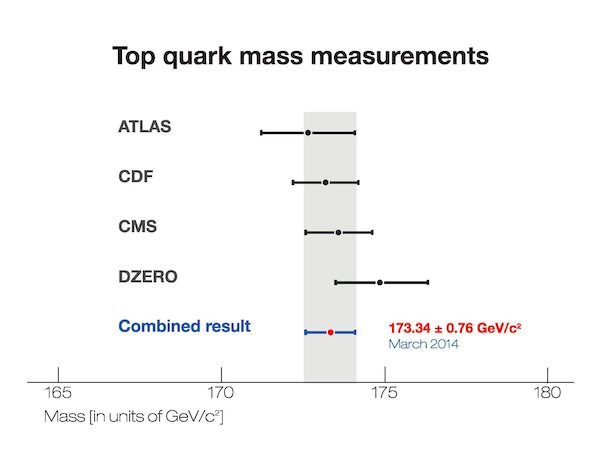 Top quark mass measurements
ATLAS
CDF
CMS
DZERO
Combined result
173.34 ± 0.76 GeV/c²
March 2014
165 170 175 180
Mass [in units of GeV/c²]